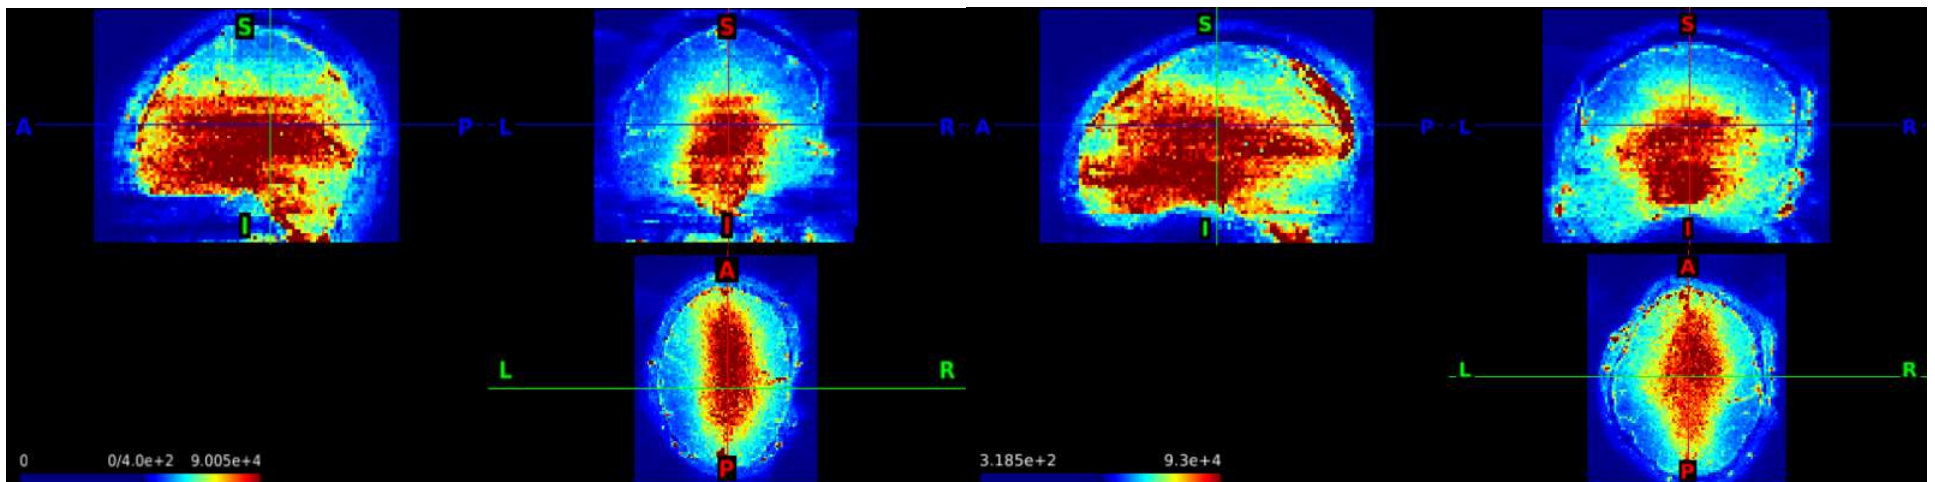 S S S S
A P L R A P L R
I I I I
A A
L R L R
0 0/4.0e+2 9.005e+4 3.185e+2 9.3e+4
P P